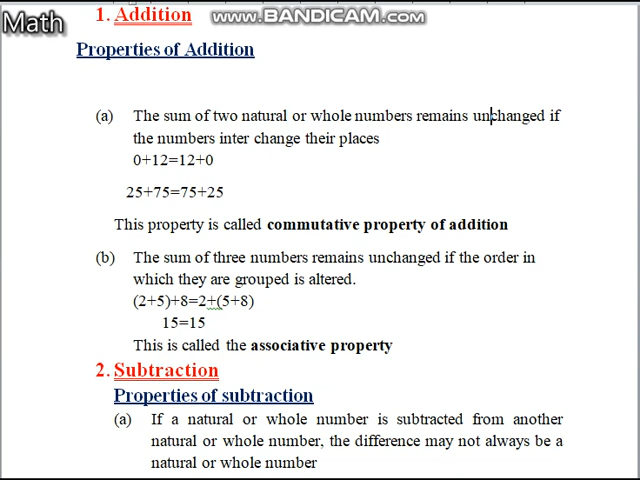 Math
www.BANDICAM.com
1. Addition
Properties of Addition
(a) The sum of two natural or whole numbers remains unchanged if
the numbers inter change their places
0+12=12+0
25+75=75+25
This property is called commutative property of addition
(b) The sum of three numbers remains unchanged if the order in
which they are grouped is altered.
(2+5)+8=2+(5+8)
15=15
This is called the associative property
2. Subtraction
Properties of subtraction
(a) If a natural or whole number is subtracted from another
natural or whole number, the difference may not always be a
natural or whole number